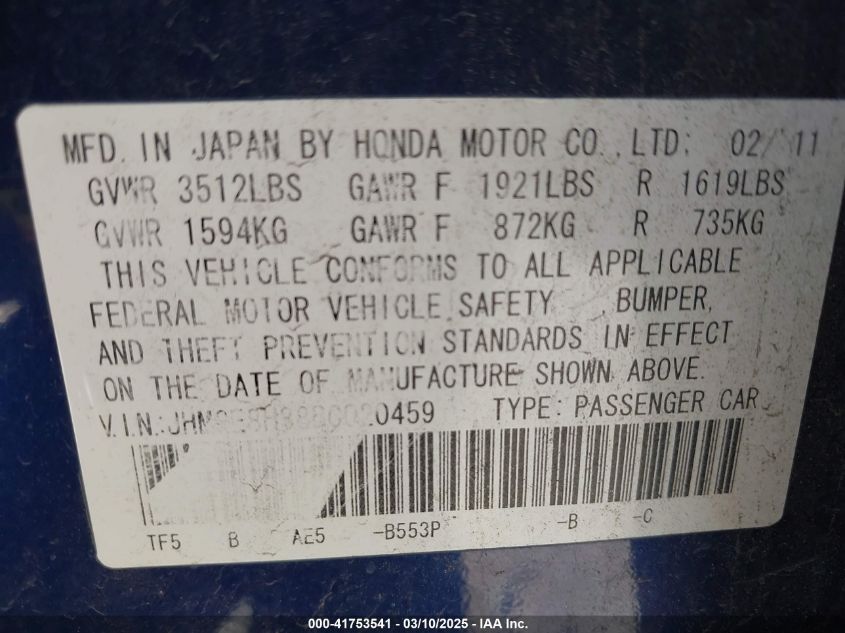 MFD. IN JAPAN BY HONDA MOTOR CO., LTD: 02/ 11
GVWR 3512LBS GAWR F 1921LBS R 1619LBS
GVWR 1594KG GAWR F 872KG R 735KG
THIS VEHICLE CONFORMS TO ALL APPLICABLE
FEDERAL MOTOR VEHICLE SAFETY , BUMPER,
AND THEFT PREVENTION STANDARDS IN EFFECT
ON THE DATE OF MANUFACTURE SHOWN ABOVE.
V.I.N.: TYPE: PASSENGER CAR
TF5 B AE5 -B553P -B -C
000-41753541 - 03/10/2025 - IAA Inc.